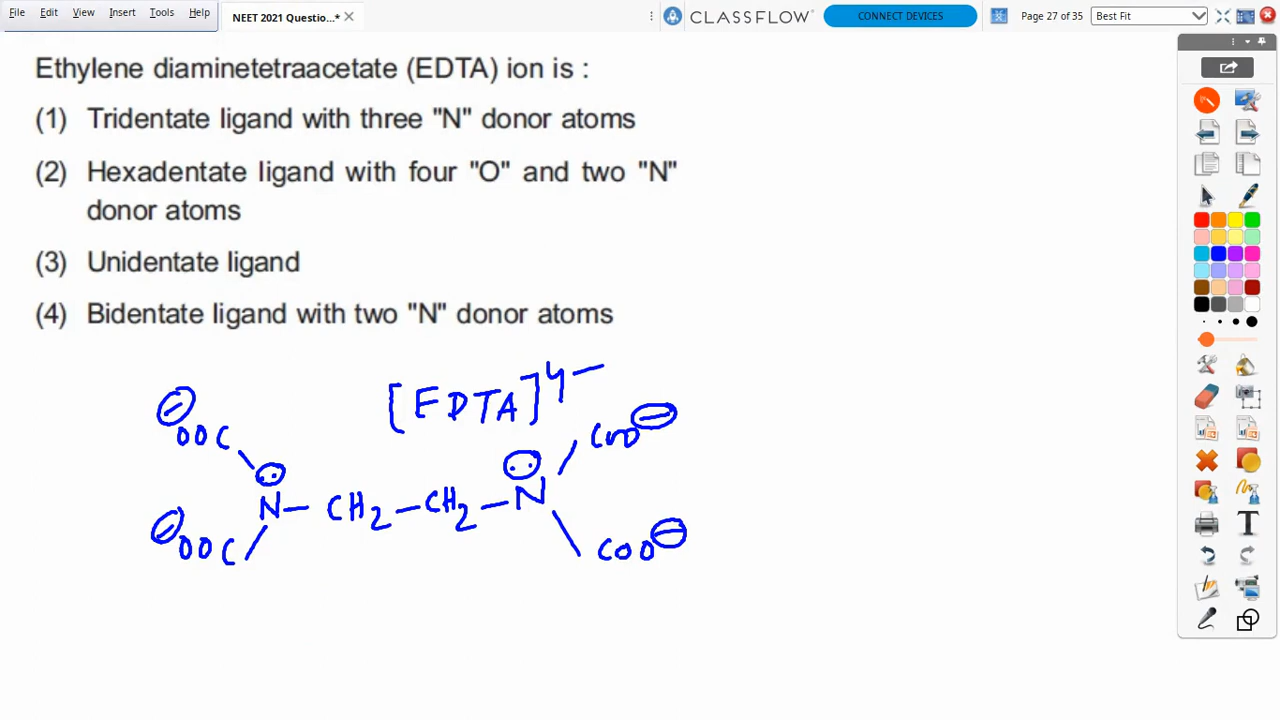 File Edit View Insert Tools Help
NEET 2021 Questio...*
CLASSFLOW
CONNECT DEVICES
Page 27 of 35
Best Fit
Ethylene diaminetetraacetate (EDTA) ion is :
(1) Tridentate ligand with three "N" donor atoms
(2) Hexadentate ligand with four "O" and two "N"
donor atoms
(3) Unidentate ligand
(4) Bidentate ligand with two "N" donor atoms
[EDTA]⁴⁻
⊖OOC COO⊖
N – CH₂ – CH₂ – N
⊖OOC COO⊖